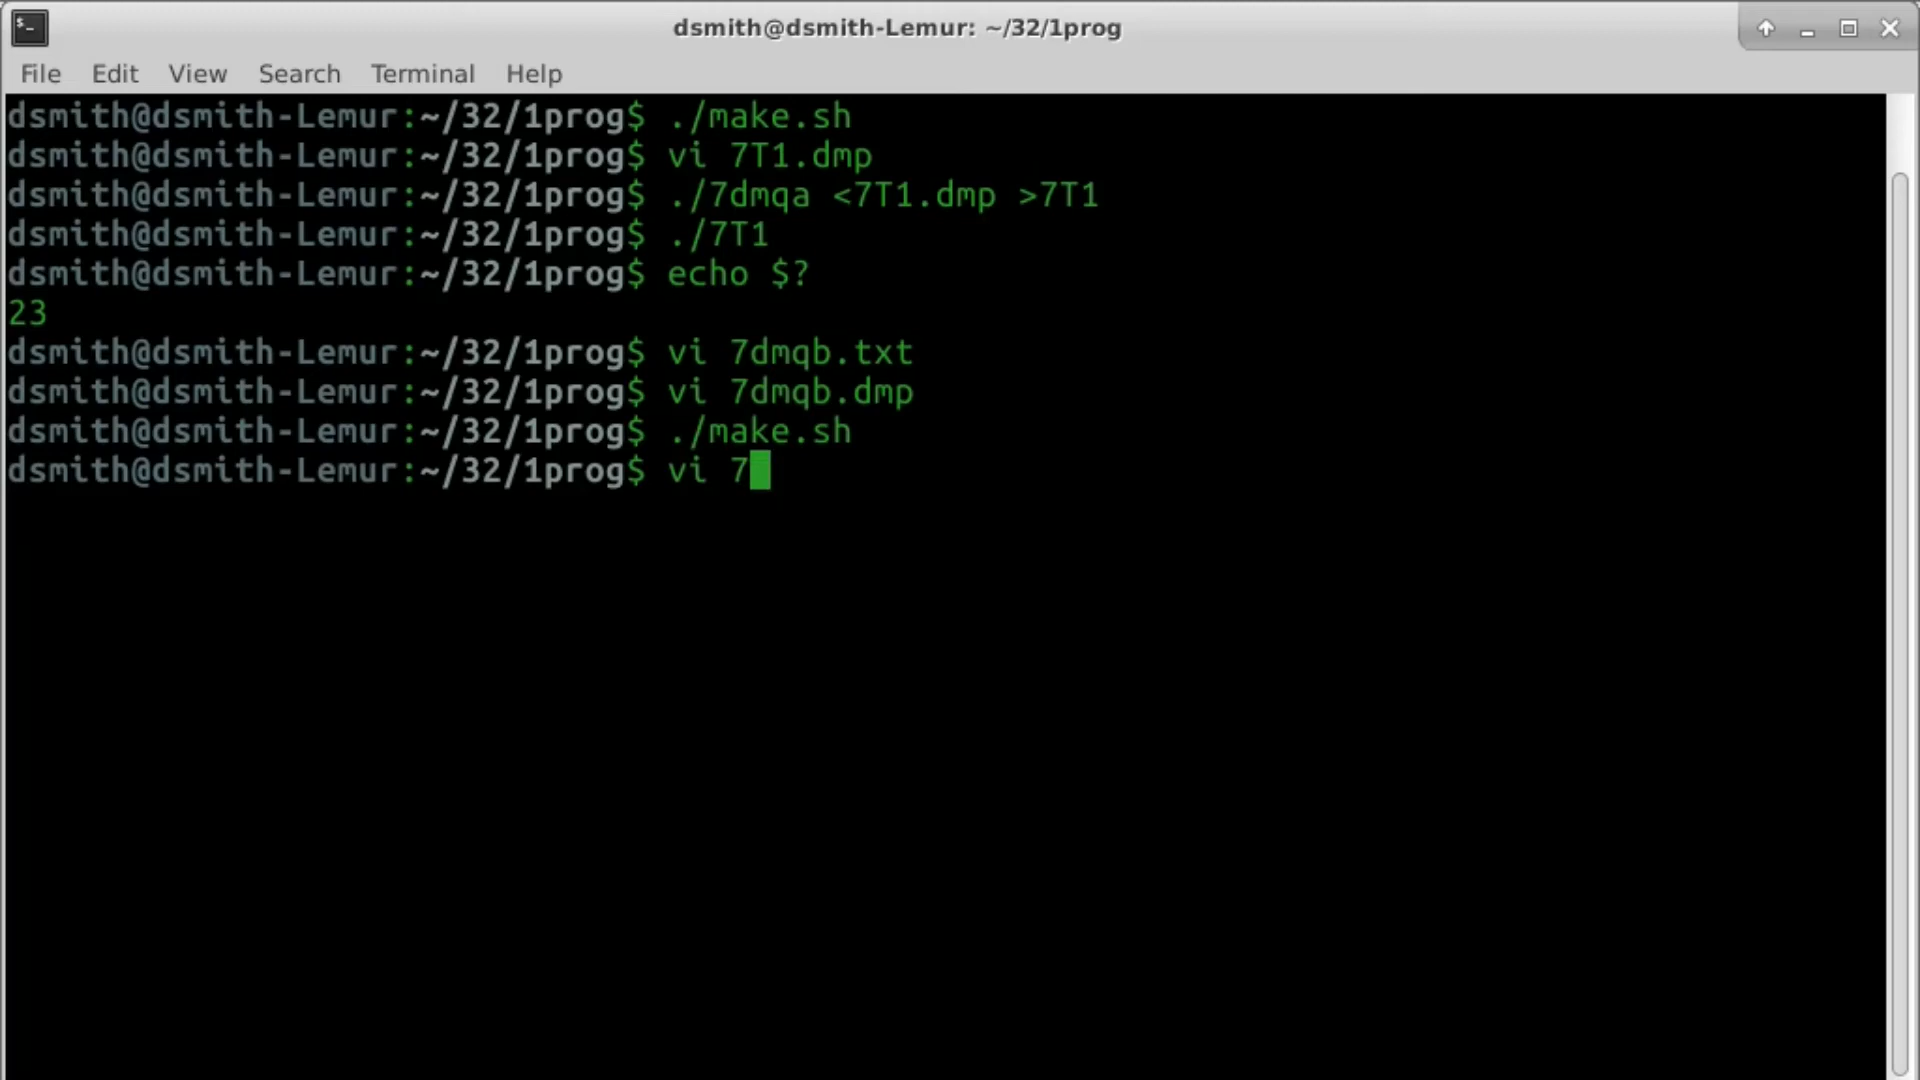 dsmith@dsmith-Lemur: ~/32/1prog
File Edit View Search Terminal Help
dsmith@dsmith-Lemur:~/32/1prog$ ./make.sh
dsmith@dsmith-Lemur:~/32/1prog$ vi 7T1.dmp
dsmith@dsmith-Lemur:~/32/1prog$ ./7dmqa <7T1.dmp >7T1
dsmith@dsmith-Lemur:~/32/1prog$ ./7T1
dsmith@dsmith-Lemur:~/32/1prog$ echo $?
23
dsmith@dsmith-Lemur:~/32/1prog$ vi 7dmqb.txt
dsmith@dsmith-Lemur:~/32/1prog$ vi 7dmqb.dmp
dsmith@dsmith-Lemur:~/32/1prog$ ./make.sh
dsmith@dsmith-Lemur:~/32/1prog$ vi 7